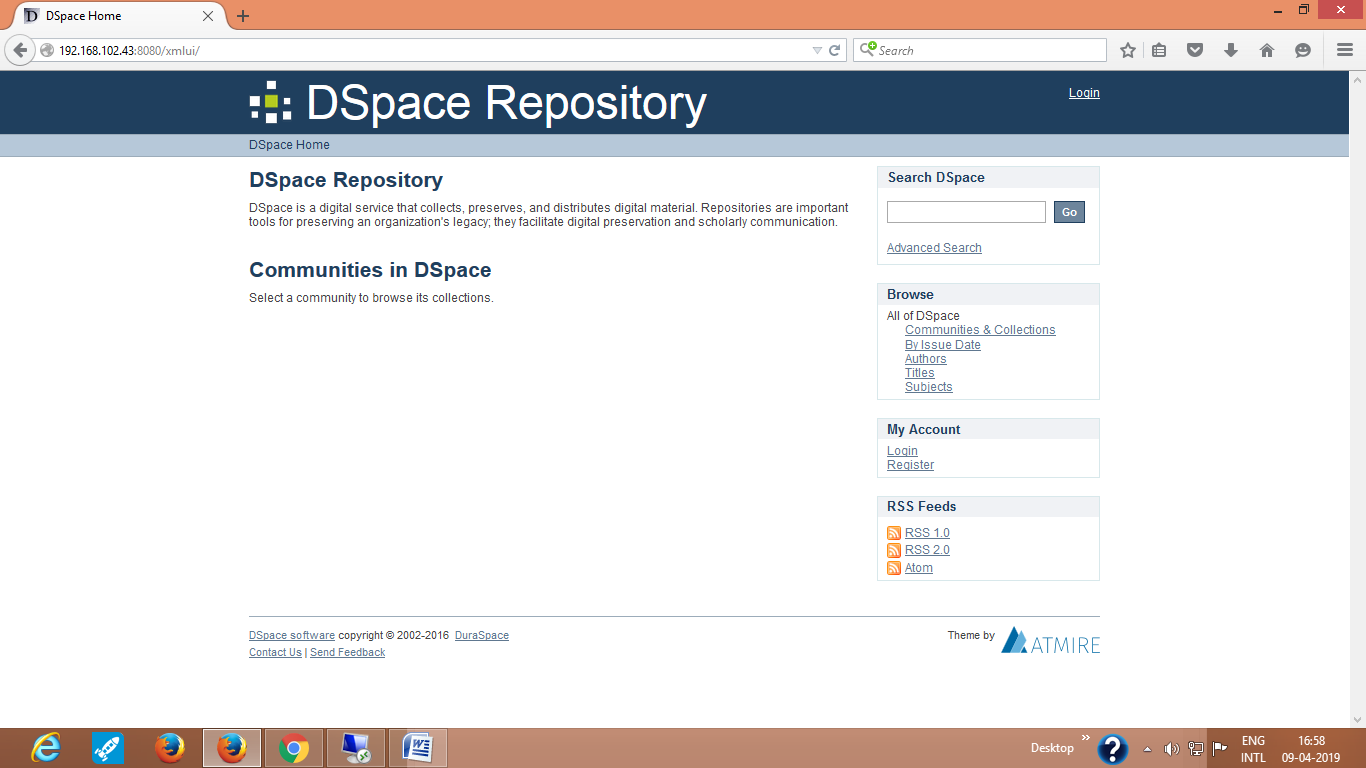 DSpace Home
192.168.102.43:8080/xmlui/
Search
DSpace Repository
Login
DSpace Home
DSpace Repository
DSpace is a digital service that collects, preserves, and distributes digital material. Repositories are important
tools for preserving an organization's legacy; they facilitate digital preservation and scholarly communication.
Communities in DSpace
Select a community to browse its collections.
Search DSpace
Go
Advanced Search
Browse
All of DSpace
Communities & Collections
By Issue Date
Authors
Titles
Subjects
My Account
Login
Register
RSS Feeds
RSS 1.0
RSS 2.0
Atom
DSpace software copyright © 2002-2016 DuraSpace
Contact Us | Send Feedback
Theme by ATMIRE
Desktop
ENG
INTL
16:58
09-04-2019